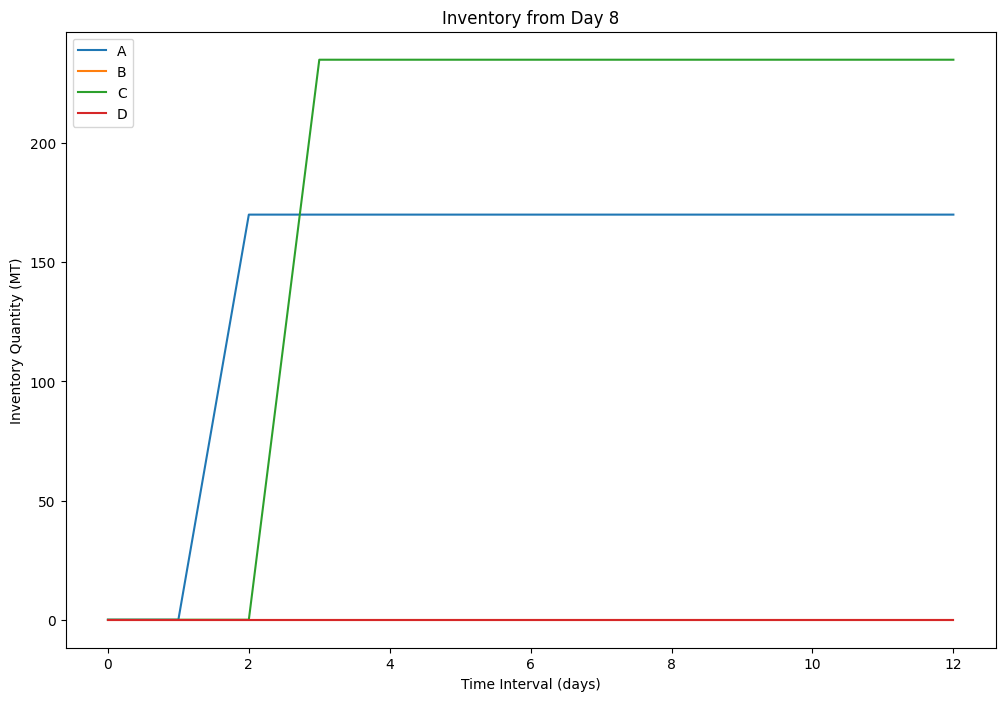 Inventory from Day 8
A
B
C
D
Inventory Quantity (MT)
200
150
100
50
0
0 2 4 6 8 10 12
Time Interval (days)